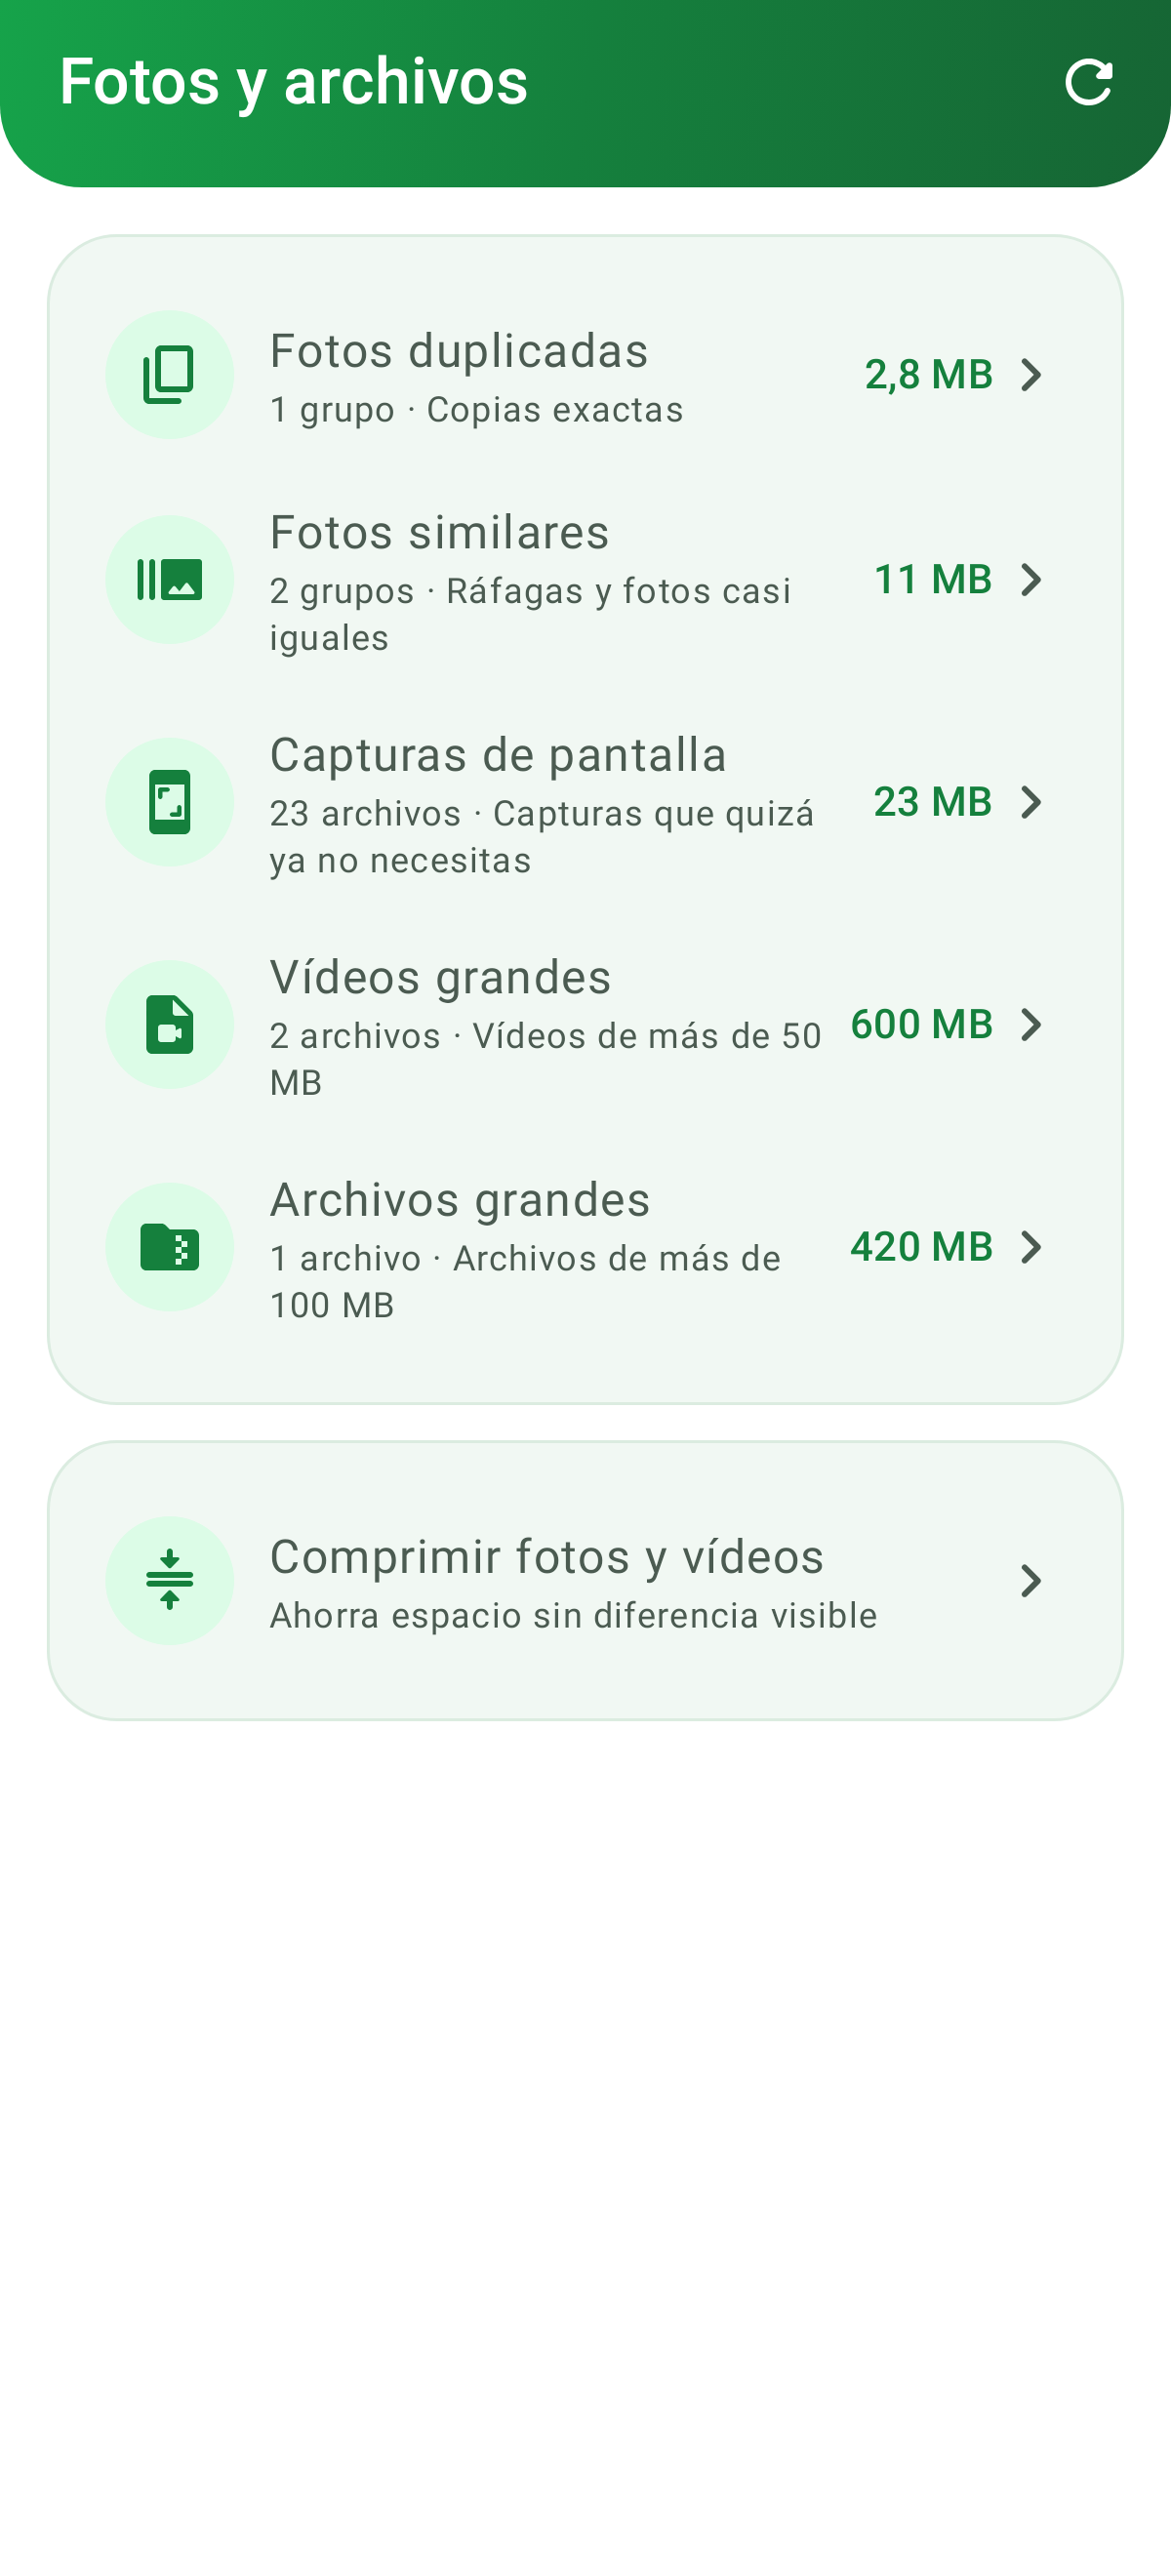 Fotos y archivos
Fotos duplicadas
1 grupo · Copias exactas
2,8 MB
Fotos similares
2 grupos · Ráfagas y fotos casi
iguales
11 MB
Capturas de pantalla
23 archivos · Capturas que quizá
ya no necesitas
23 MB
Vídeos grandes
2 archivos · Vídeos de más de 50
MB
600 MB
Archivos grandes
1 archivo · Archivos de más de
100 MB
420 MB
Comprimir fotos y vídeos
Ahorra espacio sin diferencia visible